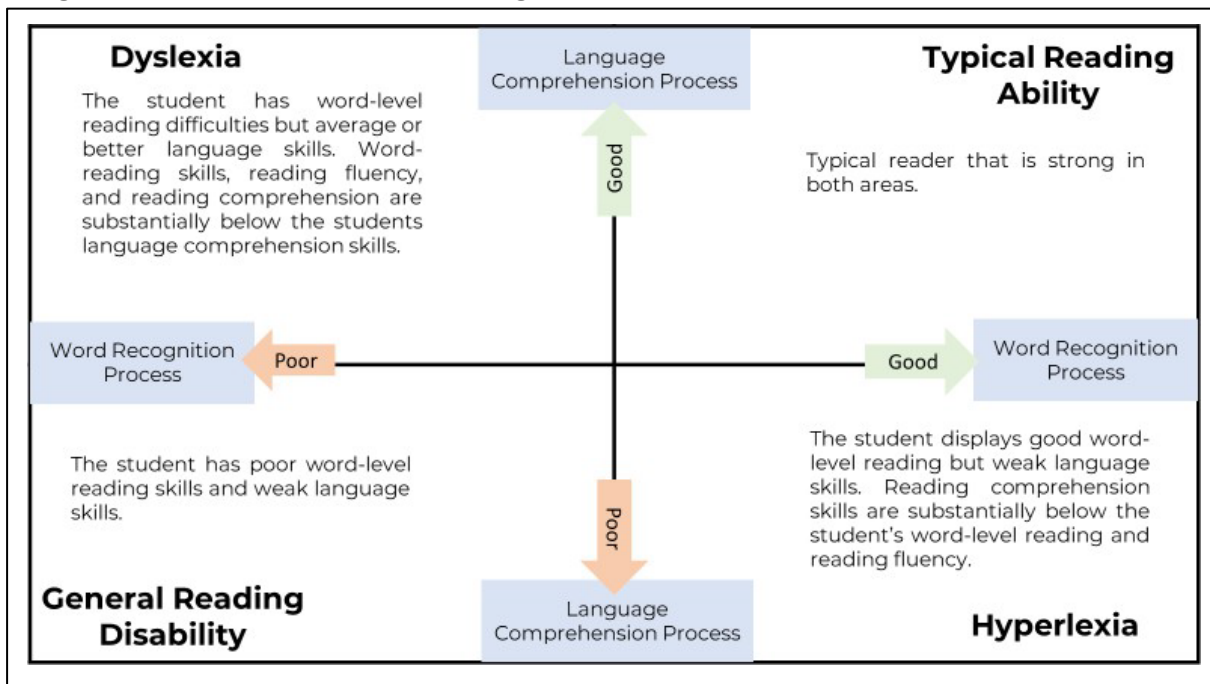 Dyslexia
The student has word-level
reading difficulties but average or
better language skills. Word-
reading skills, reading fluency,
and reading comprehension are
substantially below the students
language comprehension skills.
Language
Comprehension Process
Good
Typical Reading
Ability
Typical reader that is strong in
both areas.
Word Recognition
Process
Poor
Good
Word Recognition
Process
The student has poor word-level
reading skills and weak language
skills.
General Reading
Disability
Poor
Language
Comprehension Process
The student displays good word-
level reading but weak language
skills. Reading comprehension
skills are substantially below the
student's word-level reading and
reading fluency.
Hyperlexia